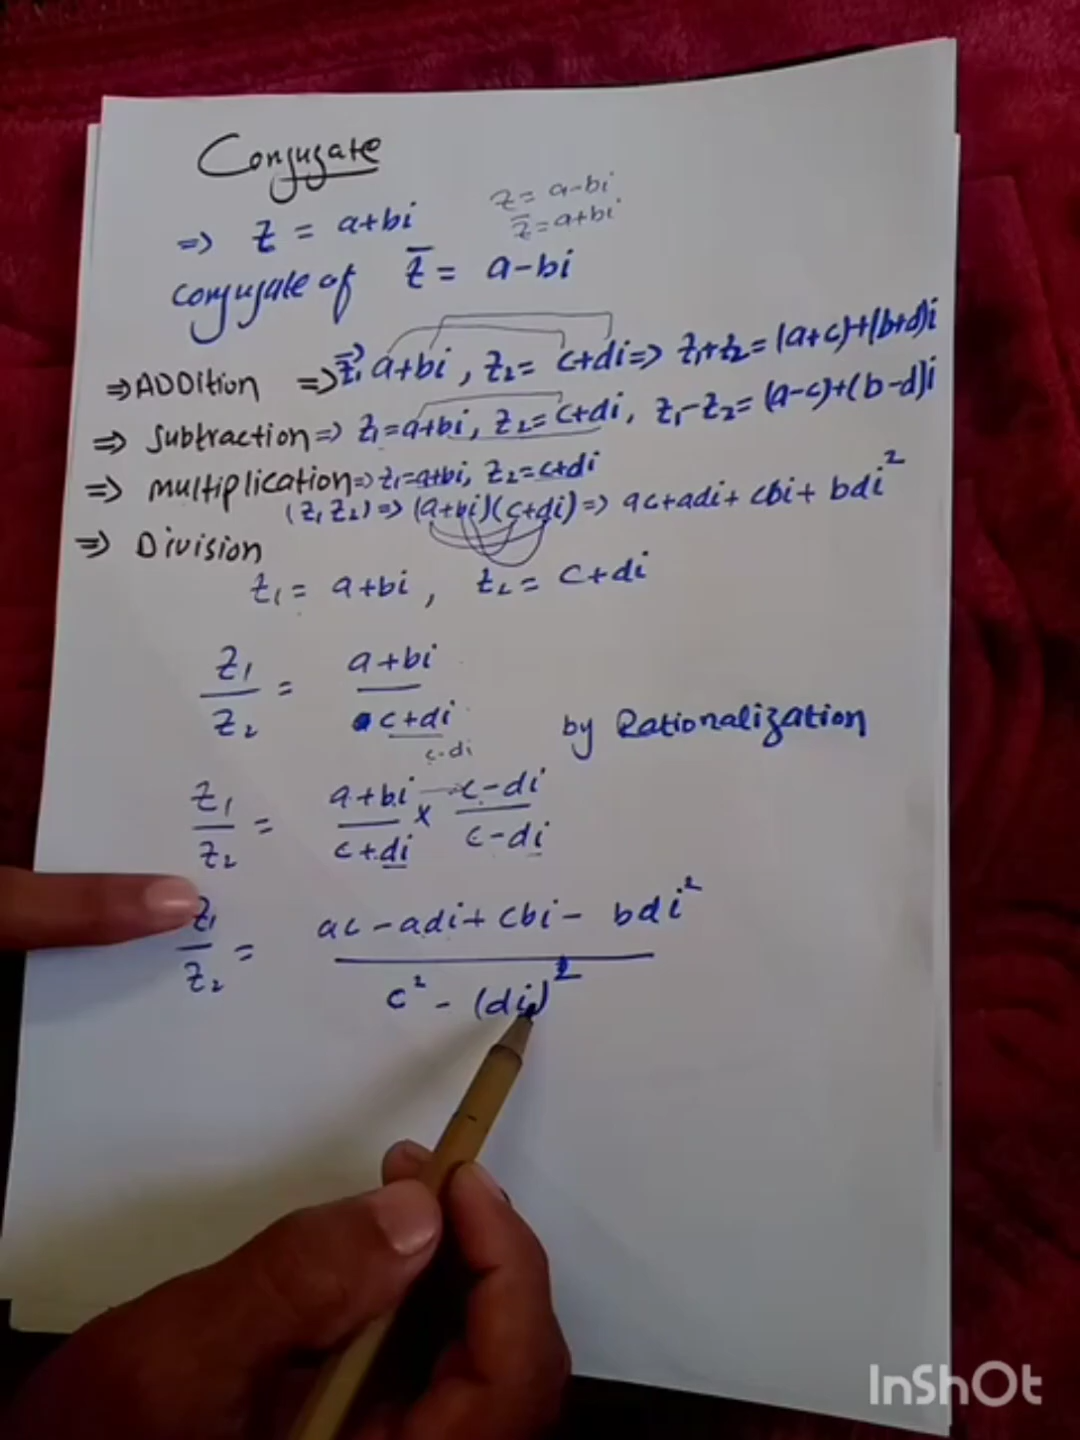 Conjugate
z = a-bi
z̄ = a+bi
⇒ z = a+bi
conjugate of z̄ = a-bi
⇒ ADDition ⇒ z₁ a+bi, z₂ = c+di ⇒ z₁+z₂ = (a+c)+(b+d)i
⇒ Subtraction ⇒ z₁=a+bi, z₂=c+di, z₁-z₂ = (a-c)+(b-d)i
⇒ multiplication ⇒ z₁=a+bi, z₂=c+di
(z₁ z₂) ⇒ (a+bi)(c+di) ⇒ ac+adi+cbi+bdi²
⇒ Division
z₁ = a+bi, z₂ = c+di
z₁/z₂ = a+bi/c+di by Rationalization
c-di
z₁/z₂ = a+bi/c+di × c-di/c-di
z₁/z₂ = ac-adi+cbi-bdi²/c²-(di)²
InShOt